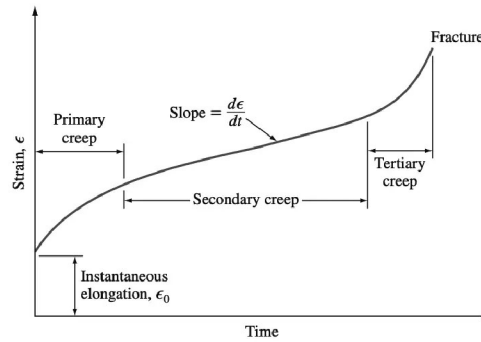 Fracture
Slope = dϵ/dt
Primary
creep
Strain, ϵ
Tertiary
creep
Secondary creep
Instantaneous
elongation, ϵ₀
Time